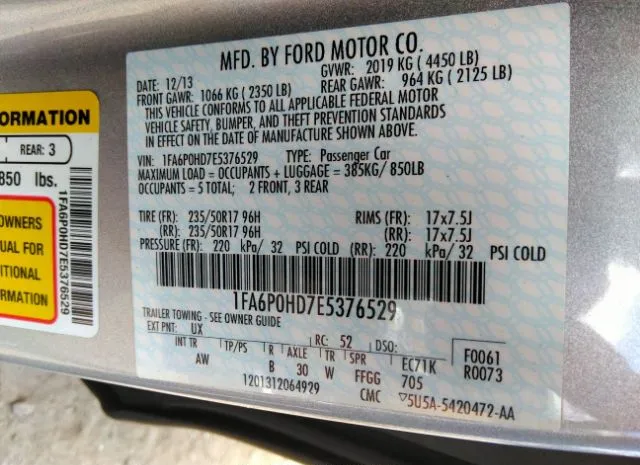 MFD. BY FORD MOTOR CO.
DATE: 12/13 GVWR: 2019 KG ( 4450 LB)
FRONT GAWR: 1066 KG ( 2350 LB) REAR GAWR: 964 KG ( 2125 LB)
THIS VEHICLE CONFORMS TO ALL APPLICABLE FEDERAL MOTOR
VEHICLE SAFETY, BUMPER, AND THEFT PREVENTION STANDARDS
IN EFFECT ON THE DATE OF MANUFACTURE SHOWN ABOVE.
VIN: 1FA6P0HD7E5376529 TYPE: Passenger Car
MAXIMUM LOAD = OCCUPANTS + LUGGAGE = 385KG/ 850LB
OCCUPANTS = 5 TOTAL; 2 FRONT, 3 REAR
TIRE (FR): 235/50R17 96H RIMS (FR): 17x7.5J
(RR): 235/50R17 96H (RR): 17x7.5J
PRESSURE (FR): 220 kPa/ 32 PSI COLD (RR): 220 kPa/ 32 PSI COLD
1FA6P0HD7E5376529
TRAILER TOWING - SEE OWNER GUIDE
EXT PNT: UX RC: 52 DSO: F0061
INT TR TP/PS R AXLE TR SPR EC71K R0073
AW B 30 W FFGG 705
1201312064929 CMC ▽5U5A-5420472-AA
FORMATION
REAR: 3
850 lbs.
OWNERS
UAL FOR
DITIONAL
FORMATION
1FA6P0HD7E5376529